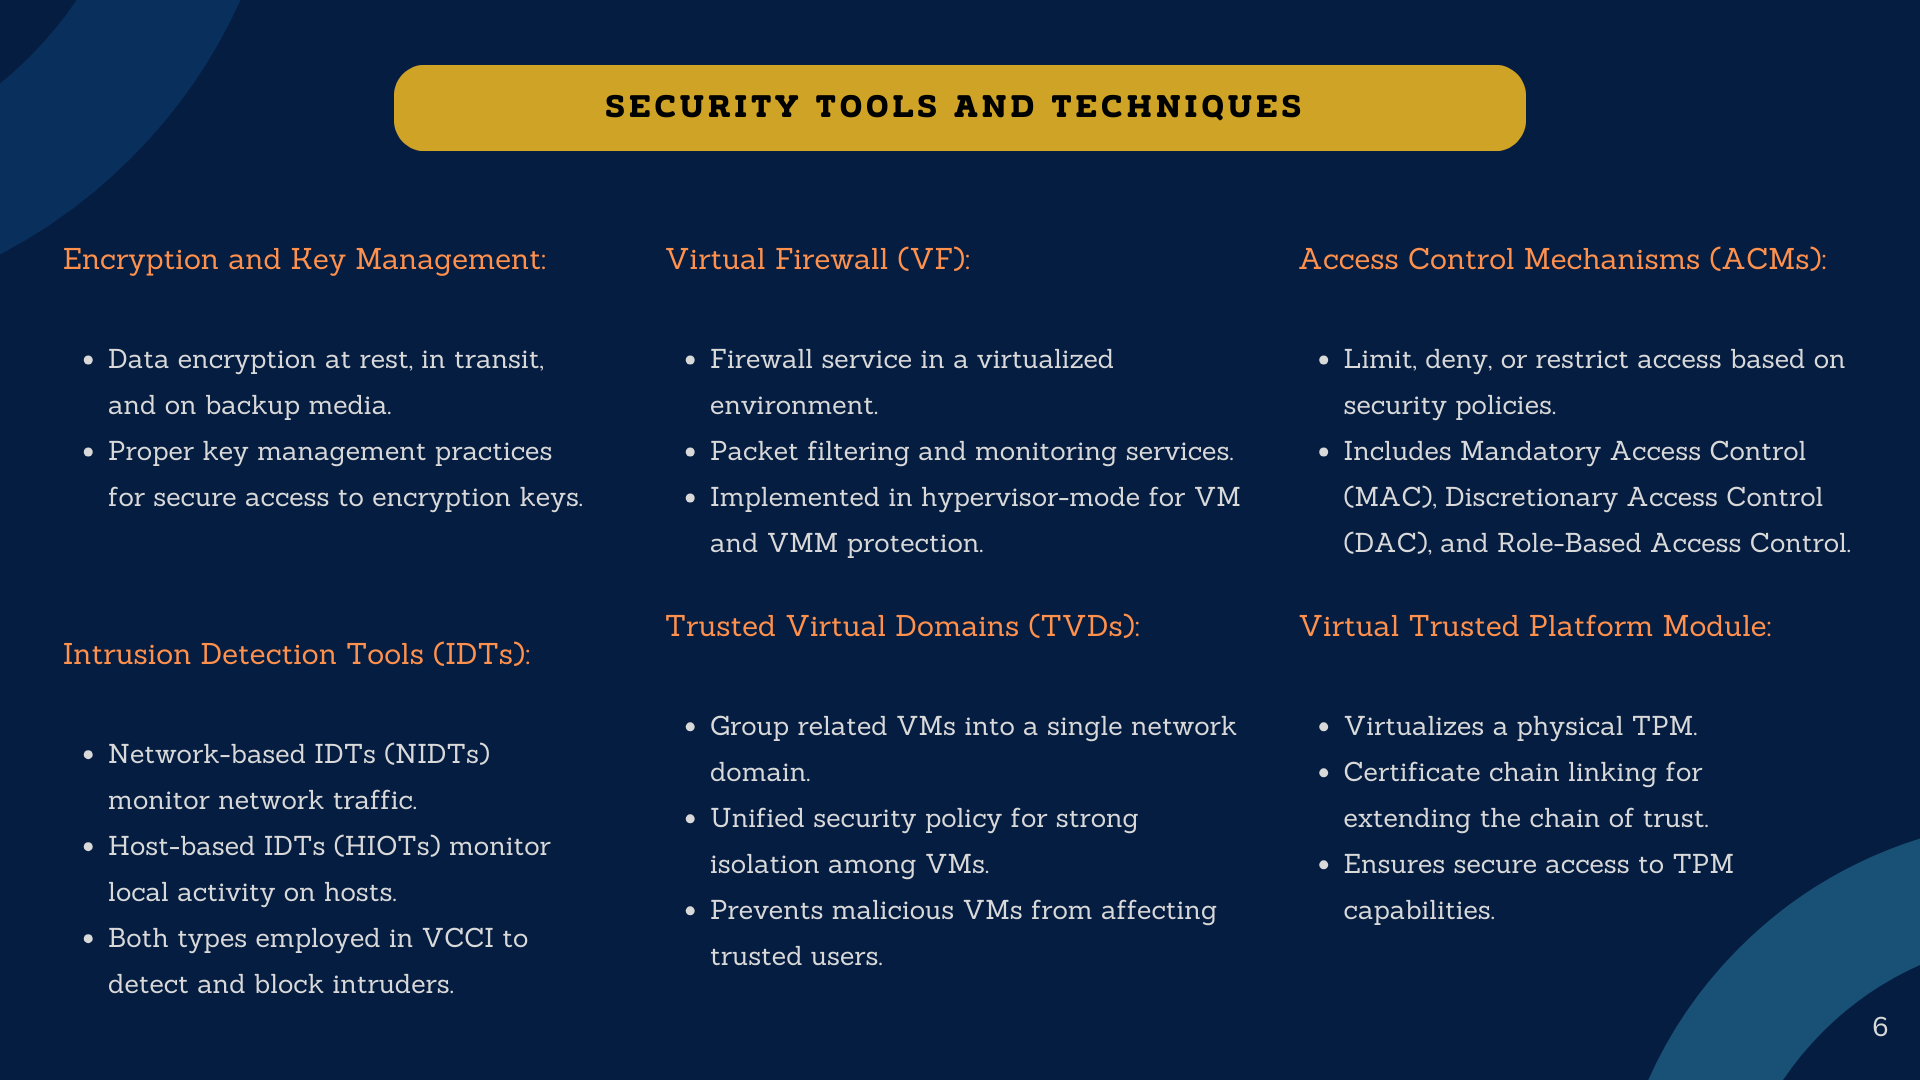 SECURITY TOOLS AND TECHNIQUES
Encryption and Key Management:
• Data encryption at rest, in transit,
and on backup media.
• Proper key management practices
for secure access to encryption keys.
Intrusion Detection Tools (IDTs):
• Network-based IDTs (NIDTs)
monitor network traffic.
• Host-based IDTs (HIOTs) monitor
local activity on hosts.
• Both types employed in VCCI to
detect and block intruders.
Virtual Firewall (VF):
• Firewall service in a virtualized
environment.
• Packet filtering and monitoring services.
• Implemented in hypervisor-mode for VM
and VMM protection.
Trusted Virtual Domains (TVDs):
• Group related VMs into a single network
domain.
• Unified security policy for strong
isolation among VMs.
• Prevents malicious VMs from affecting
trusted users.
Access Control Mechanisms (ACMs):
• Limit, deny, or restrict access based on
security policies.
• Includes Mandatory Access Control
(MAC), Discretionary Access Control
(DAC), and Role-Based Access Control.
Virtual Trusted Platform Module:
• Virtualizes a physical TPM.
• Certificate chain linking for
extending the chain of trust.
• Ensures secure access to TPM
capabilities.
6